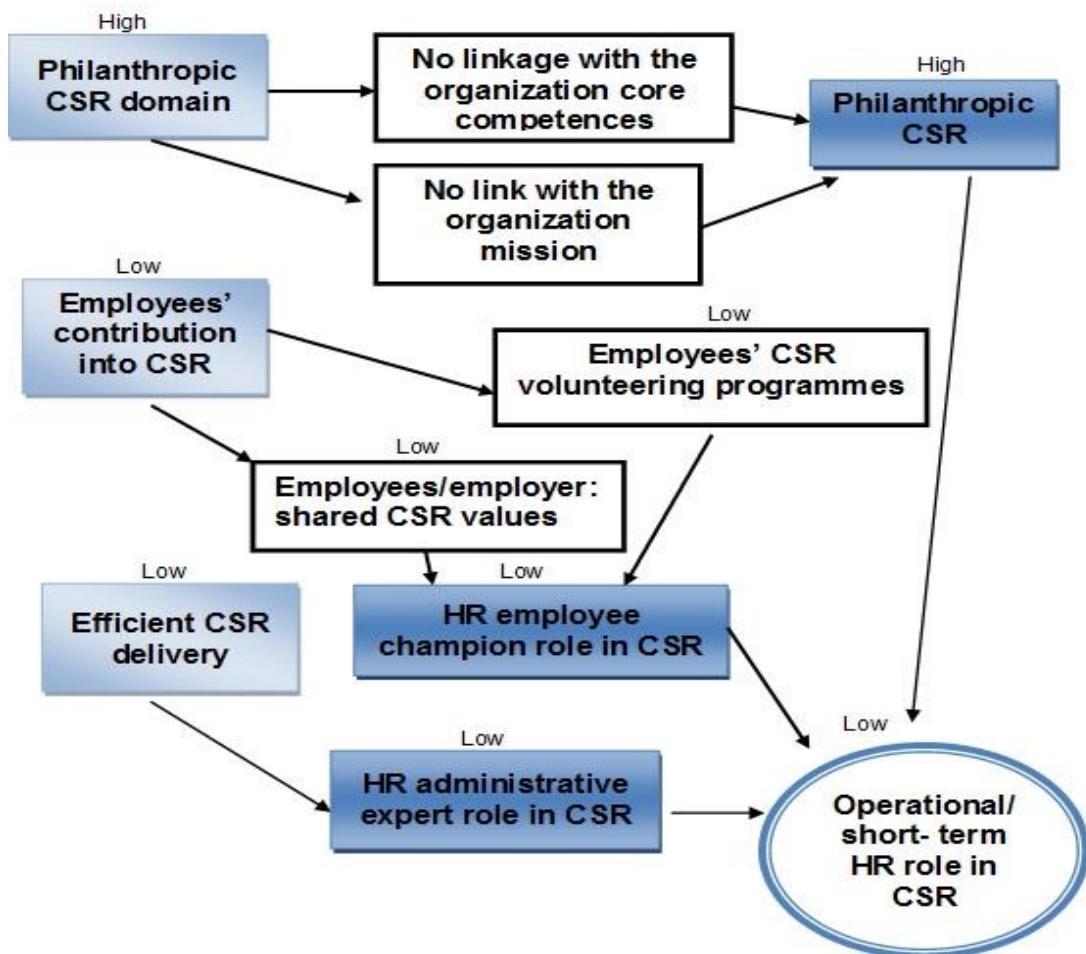 High
Philanthropic
CSR domain
No linkage with the
organization core
competences
High
Philanthropic
CSR
No link with the
organization
mission
Low
Employees’
contribution
into CSR
Low
Employees’ CSR
volunteering programmes
Low
Employees/employer:
shared CSR values
Low
Efficient CSR
delivery
Low
HR employee
champion role in CSR
Low
HR administrative
expert role in CSR
Low
Operational/
short- term
HR role in
CSR